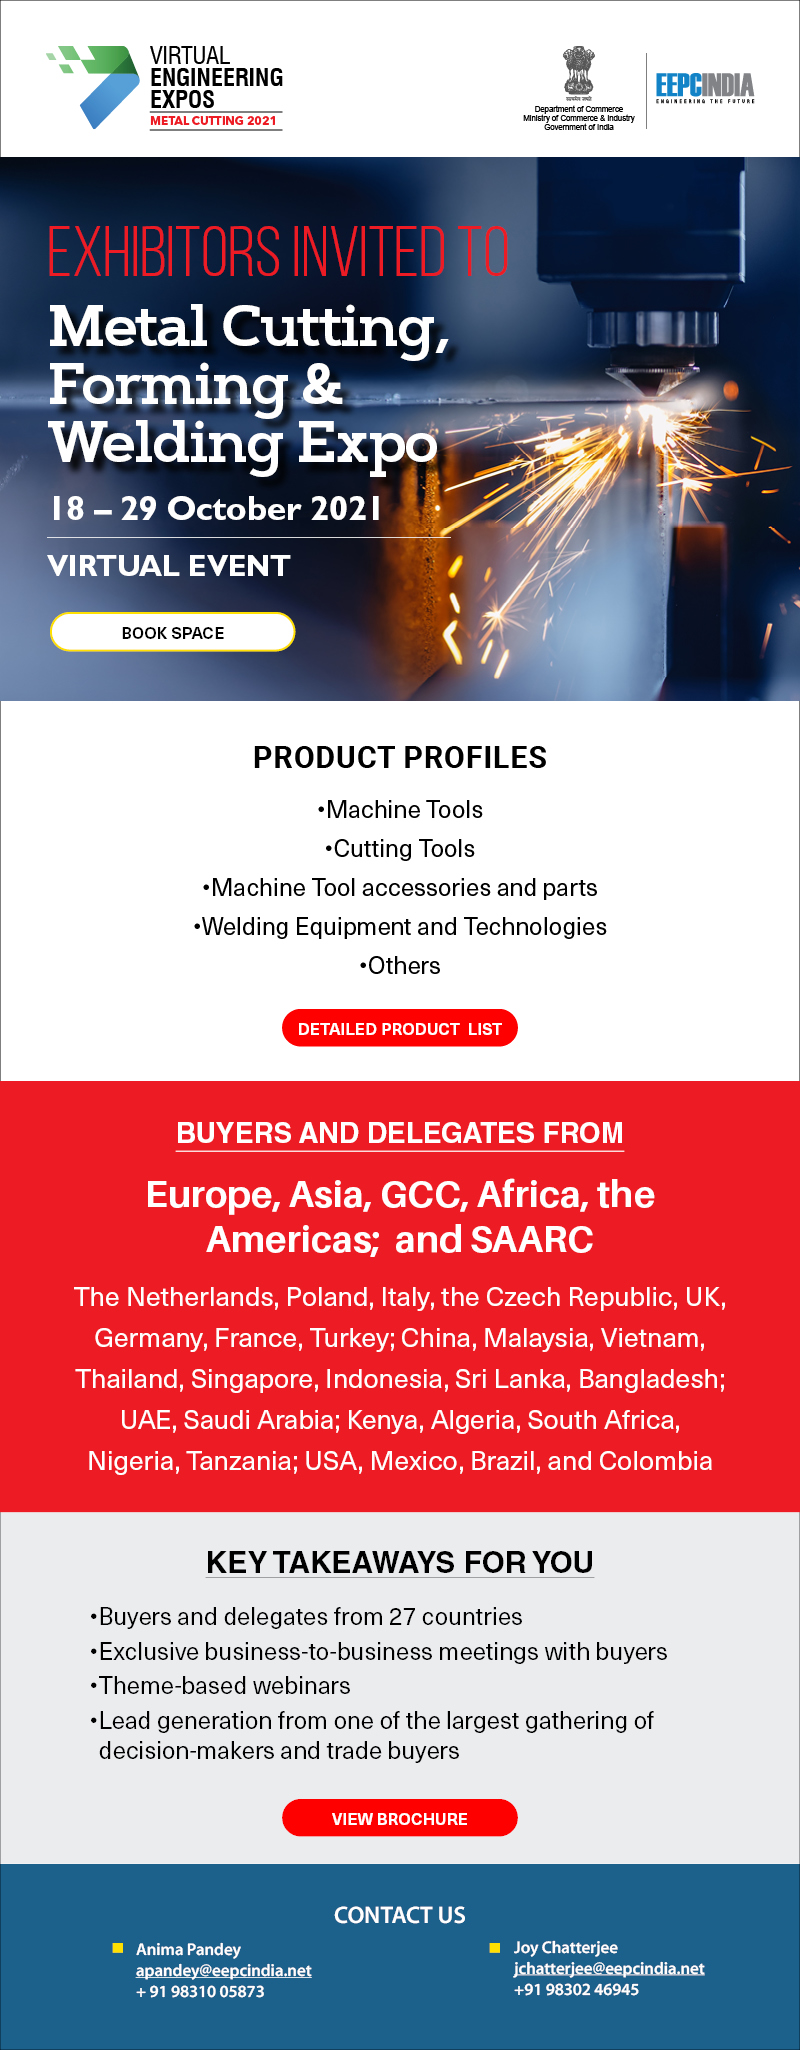 VIRTUAL
ENGINEERING
EXPOS
METAL CUTTING 2021
सत्यमेव जयते
Department of Commerce
Ministry of Commerce & Industry
Government of India
EEPCINDIA
ENGINEERING THE FUTURE
EXHIBITORS INVITED TO
Metal Cutting,
Forming &
Welding Expo
18 – 29 October 2021
VIRTUAL EVENT
BOOK SPACE
PRODUCT PROFILES
•Machine Tools
•Cutting Tools
•Machine Tool accessories and parts
•Welding Equipment and Technologies
•Others
DETAILED PRODUCT LIST
BUYERS AND DELEGATES FROM
Europe, Asia, GCC, Africa, the
Americas; and SAARC
The Netherlands, Poland, Italy, the Czech Republic, UK,
Germany, France, Turkey; China, Malaysia, Vietnam,
Thailand, Singapore, Indonesia, Sri Lanka, Bangladesh;
UAE, Saudi Arabia; Kenya, Algeria, South Africa,
Nigeria, Tanzania; USA, Mexico, Brazil, and Colombia
KEY TAKEAWAYS FOR YOU
•Buyers and delegates from 27 countries
•Exclusive business-to-business meetings with buyers
•Theme-based webinars
•Lead generation from one of the largest gathering of
decision-makers and trade buyers
VIEW BROCHURE
CONTACT US
Anima Pandey
apandey@eepcindia.net
+ 91 98310 05873
Joy Chatterjee
jchatterjee@eepcindia.net
+91 98302 46945